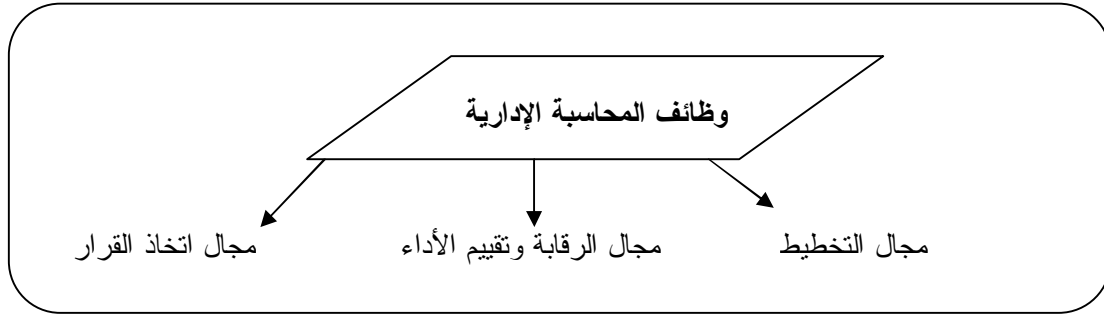 وظائف المحاسبة الإدارية
مجال التخطيط
مجال الرقابة وتقييم الأداء
مجال اتخاذ القرار